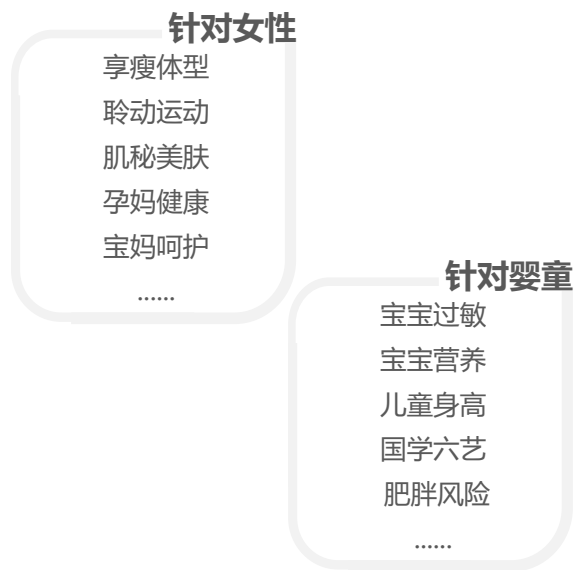 针对女性
享瘦体型
聆动运动
肌秘美肤
孕妈健康
宝妈呵护
......
针对婴童
宝宝过敏
宝宝营养
儿童身高
国学六艺
肥胖风险
......